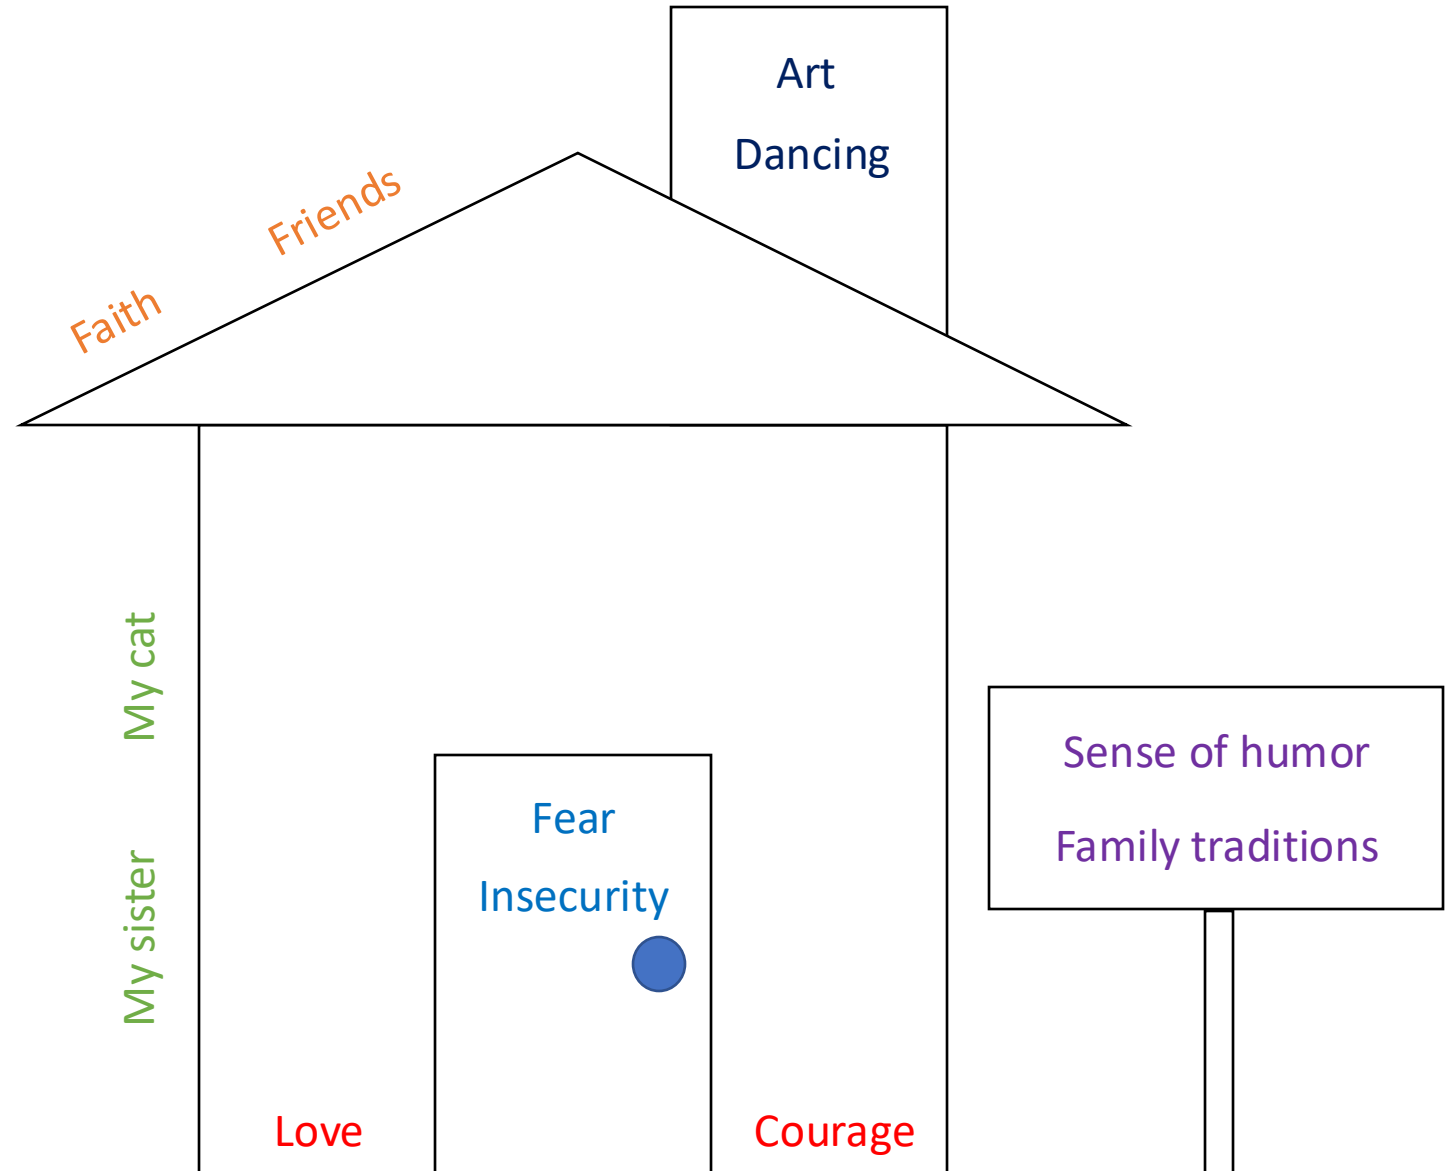 Art
Dancing
Friends
Faith
My cat
My sister
Fear
Insecurity
Sense of humor
Family traditions
Love
Courage